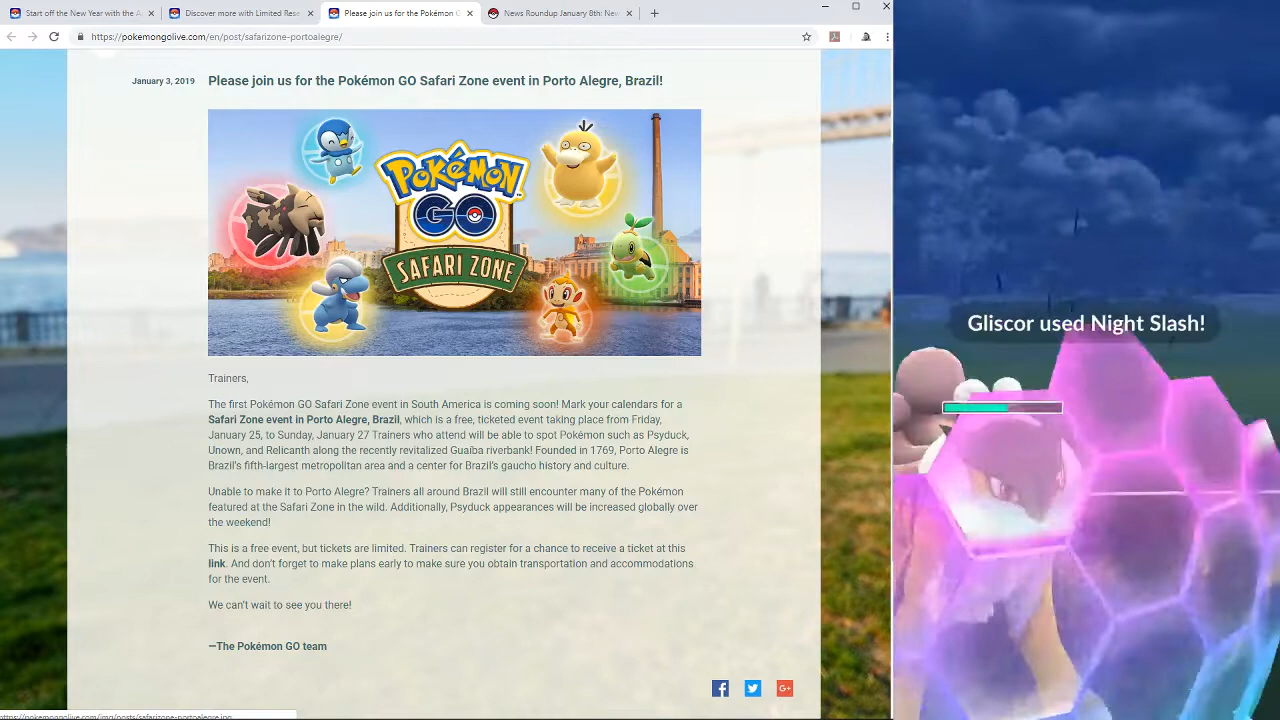 Start off the New Year with the A
Discover more with Limited Rese
Please join us for the Pokémon G
News Roundup January 8th: New
https://pokemongolive.com/en/post/safarizone-portoalegre/
January 3, 2019
Please join us for the Pokémon GO Safari Zone event in Porto Alegre, Brazil!
POKÉMON
GO
SAFARI ZONE
Trainers,
The first Pokémon GO Safari Zone event in South America is coming soon! Mark your calendars for a
Safari Zone event in Porto Alegre, Brazil, which is a free, ticketed event taking place from Friday,
January 25, to Sunday, January 27 Trainers who attend will be able to spot Pokémon such as Psyduck,
Unown, and Relicanth along the recently revitalized Guaíba riverbank! Founded in 1769, Porto Alegre is
Brazil's fifth-largest metropolitan area and a center for Brazil's gaucho history and culture.
Unable to make it to Porto Alegre? Trainers all around Brazil will still encounter many of the Pokémon
featured at the Safari Zone in the wild. Additionally, Psyduck appearances will be increased globally over
the weekend!
This is a free event, but tickets are limited. Trainers can register for a chance to receive a ticket at this
link. And don't forget to make plans early to make sure you obtain transportation and accommodations
for the event.
We can't wait to see you there!
—The Pokémon GO team
G+
https://pokemongolive.com/img/posts/safarizone-portoalegre.jpg
Gliscor used Night Slash!